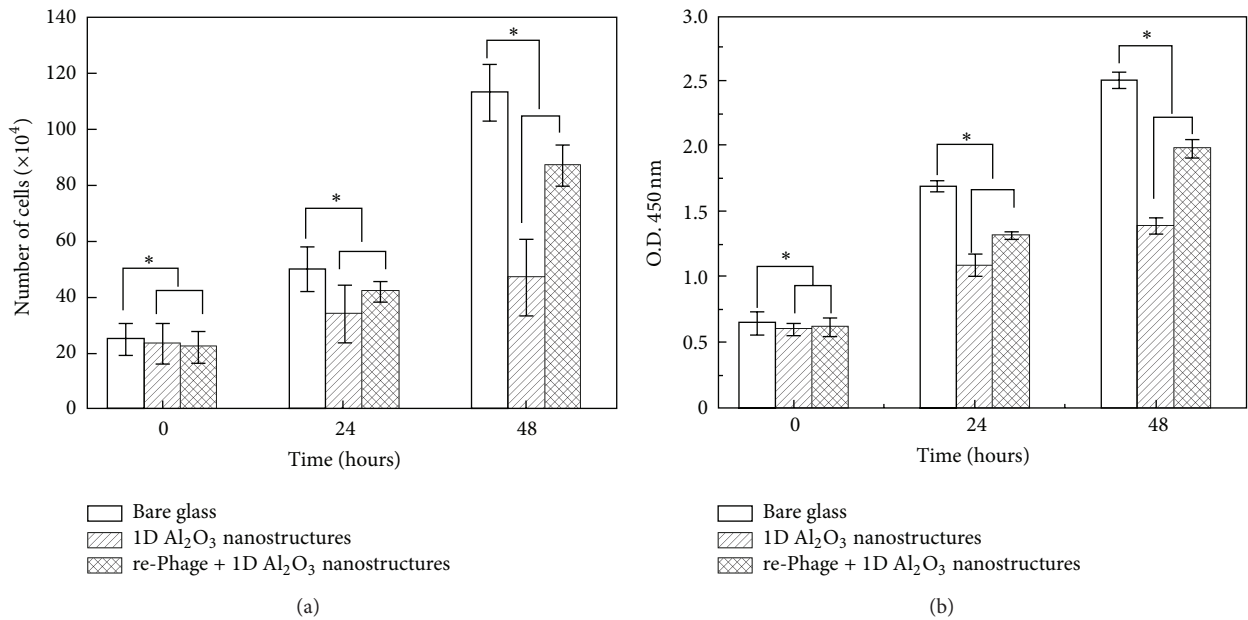 140
120
100
80
60
40
20
0
Number of cells (×10⁴)
*
*
*
0 24 48
Time (hours)
Bare glass
1D Al₂O₃ nanostructures
re-Phage + 1D Al₂O₃ nanostructures
(a)
3.0
2.5
2.0
1.5
1.0
0.5
0
O.D. 450 nm
*
*
*
0 24 48
Time (hours)
Bare glass
1D Al₂O₃ nanostructures
re-Phage + 1D Al₂O₃ nanostructures
(b)